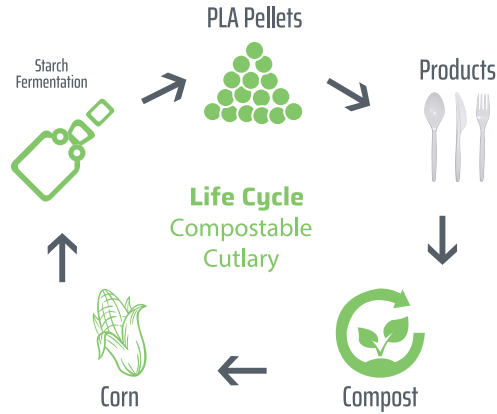 PLA Pellets
Starch
Fermentation
Products
Life Cycle
Compostable
Cutlary
Corn
Compost